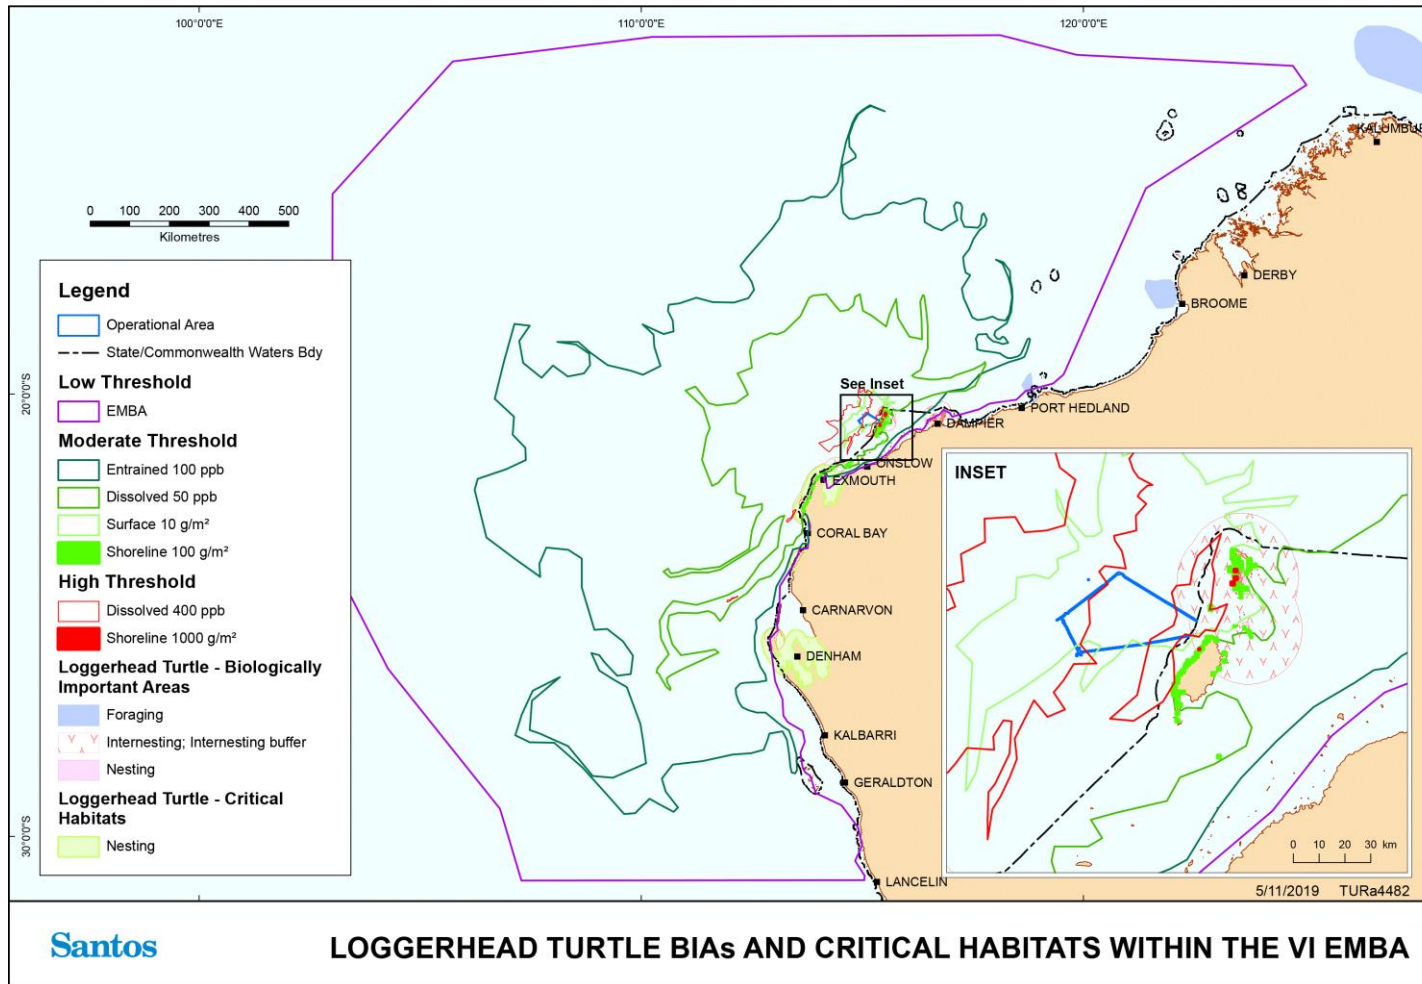 100°0'0"E
110°0'0"E
120°0'0"E
20°0'0"S
30°0'0"S
0 100 200 300 400 500
Kilometres
Legend
Operational Area
State/Commonwealth Waters Bdy
Low Threshold
EMBA
Moderate Threshold
Entrained 100 ppb
Dissolved 50 ppb
Surface 10 g/m²
Shoreline 100 g/m²
High Threshold
Dissolved 400 ppb
Shoreline 1000 g/m²
Loggerhead Turtle - Biologically
Important Areas
Foraging
Internesting; Internesting buffer
Nesting
Loggerhead Turtle - Critical
Habitats
Nesting
KALUMBUR
DERBY
BROOME
See Inset
PORT HEDLAND
DAMPIER
ONSLOW
EXMOUTH
CORAL BAY
CARNARVON
DENHAM
KALBARRI
GERALDTON
LANCELIN
INSET
0 10 20 30 km
5/11/2019 TURa4482
Santos
LOGGERHEAD TURTLE BIAs AND CRITICAL HABITATS WITHIN THE VI EMBA